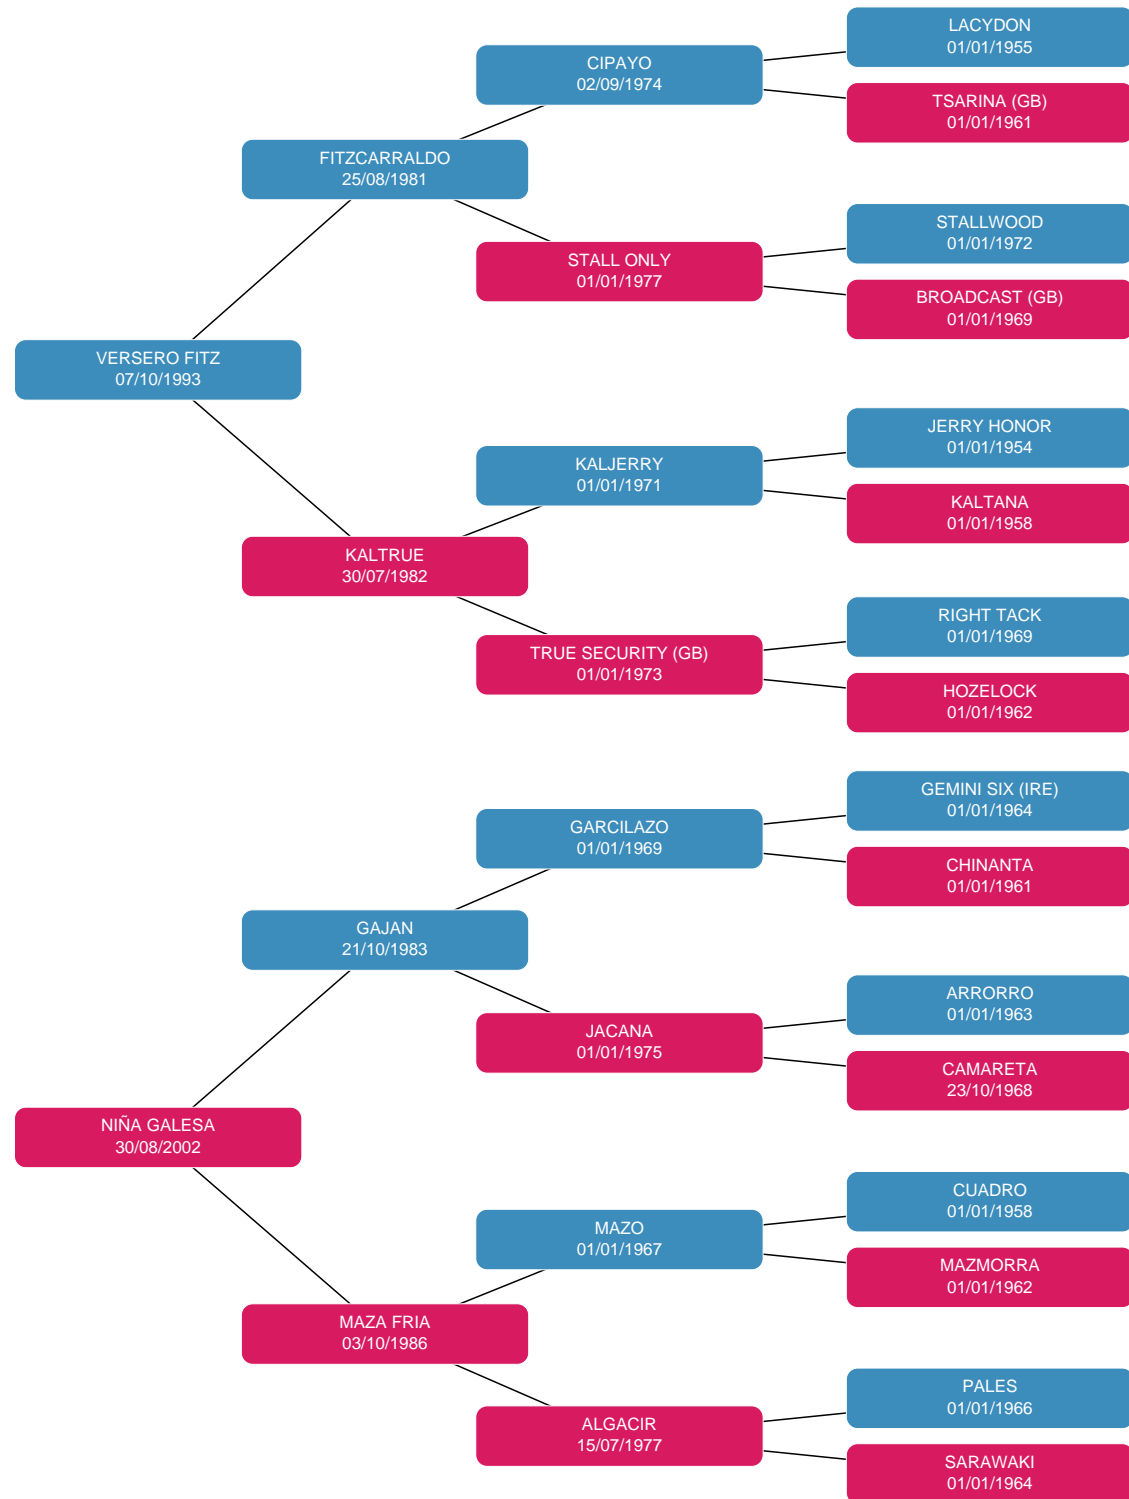 LACYDON
01/01/1955
CIPAYO
02/09/1974
TSARINA (GB)
01/01/1961
FITZCARRALDO
25/08/1981
STALLWOOD
01/01/1972
STALL ONLY
01/01/1977
BROADCAST (GB)
01/01/1969
VERSERO FITZ
07/10/1993
JERRY HONOR
01/01/1954
KALJERRY
01/01/1971
KALTANA
01/01/1958
KALTRUE
30/07/1982
RIGHT TACK
01/01/1969
TRUE SECURITY (GB)
01/01/1973
HOZELOCK
01/01/1962
GEMINI SIX (IRE)
01/01/1964
GARCILAZO
01/01/1969
CHINANTA
01/01/1961
GAJAN
21/10/1983
ARRORRO
01/01/1963
JACANA
01/01/1975
CAMARETA
23/10/1968
NIÑA GALESA
30/08/2002
CUADRO
01/01/1958
MAZO
01/01/1967
MAZMORRA
01/01/1962
MAZA FRIA
03/10/1986
PALES
01/01/1966
ALGACIR
15/07/1977
SARAWAKI
01/01/1964